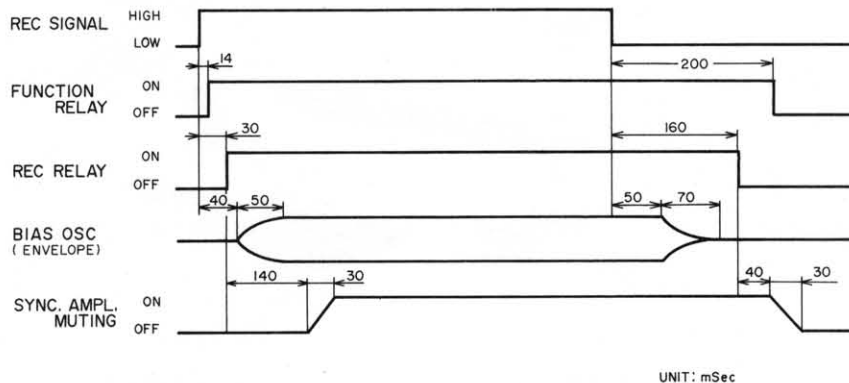 REC SIGNAL HIGH
LOW
14
200
FUNCTION RELAY ON
OFF
30
160
REC RELAY ON
OFF
40 50
50 70
BIAS OSC
( ENVELOPE )
140 30
40 30
SYNC. AMPL. MUTING ON
OFF
UNIT: mSec